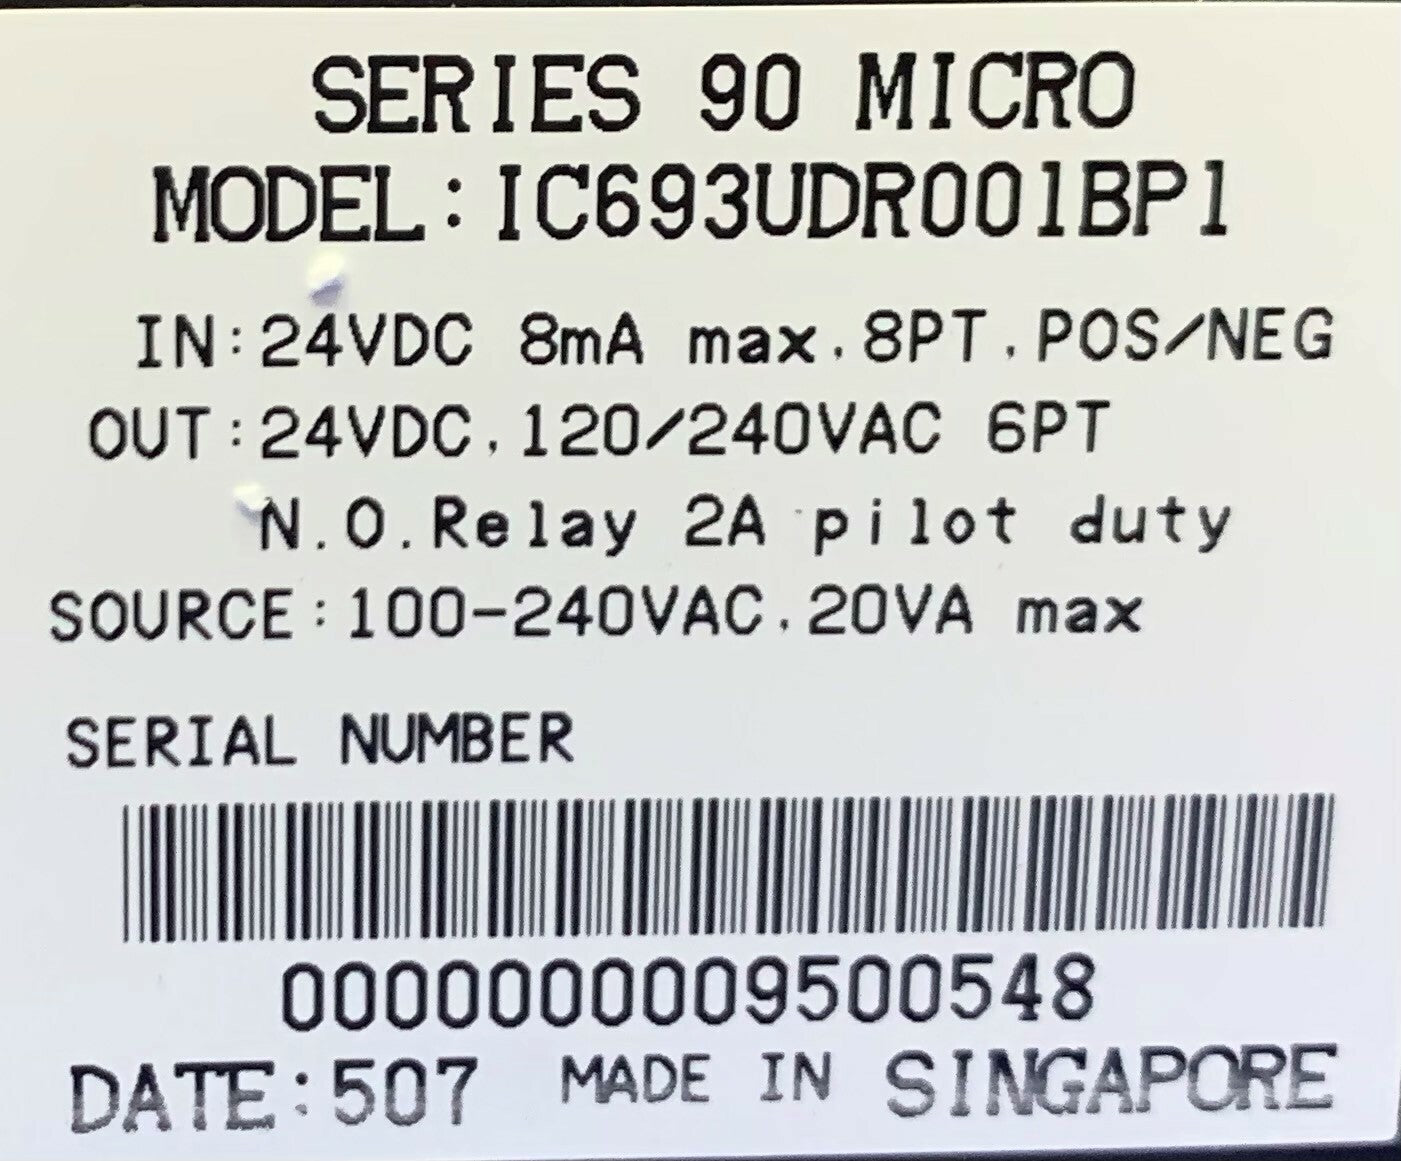 SERIES 90 MICRO
MODEL:IC693UDR001BP1
IN:24VDC 8mA max,8PT,POS/NEG
OUT:24VDC,120/240VAC 6PT
N.O.Relay 2A pilot duty
SOURCE:100-240VAC,20VA max
SERIAL NUMBER
0000000009500548
DATE:507 MADE IN SINGAPORE